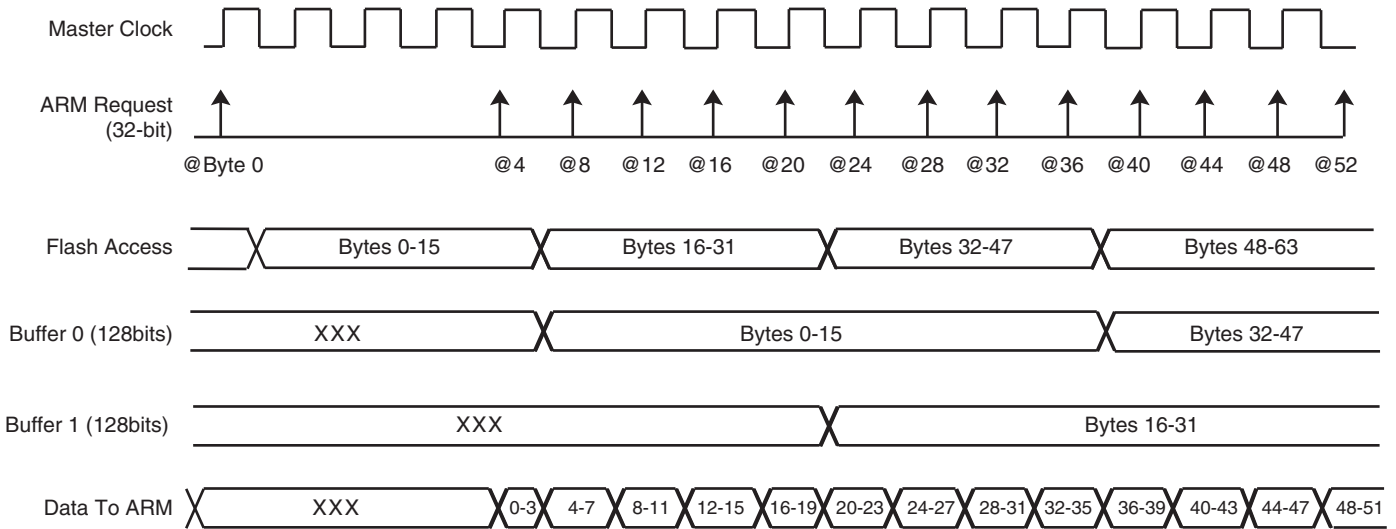 Master Clock
ARM Request
(32-bit)
@Byte 0 @4 @8 @12 @16 @20 @24 @28 @32 @36 @40 @44 @48 @52
Flash Access Bytes 0-15 Bytes 16-31 Bytes 32-47 Bytes 48-63
Buffer 0 (128bits) XXX Bytes 0-15 Bytes 32-47
Buffer 1 (128bits) XXX Bytes 16-31
Data To ARM XXX 0-3 4-7 8-11 12-15 16-19 20-23 24-27 28-31 32-35 36-39 40-43 44-47 48-51